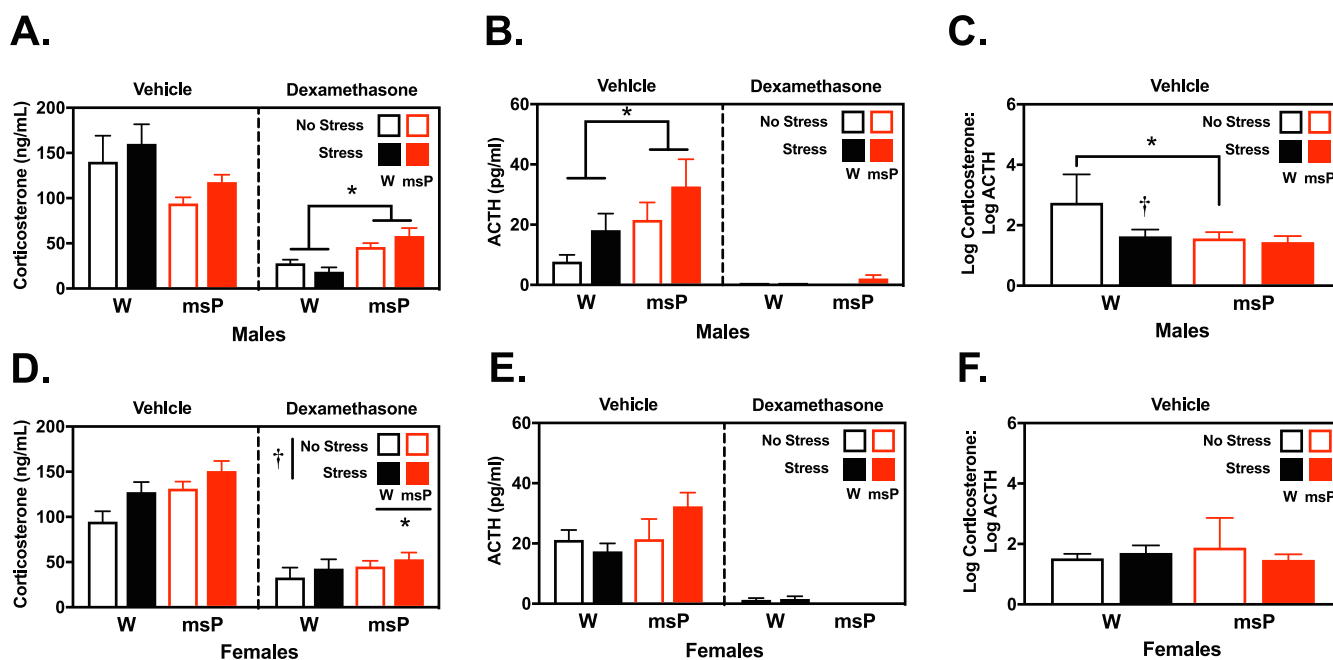 A.
Vehicle
Dexamethasone
Corticosterone (ng/mL)
200
150
100
50
0
No Stress
Stress
W msP
*
W
msP
W
msP
Males
B.
Vehicle
Dexamethasone
ACTH (pg/ml)
60
40
20
0
*
No Stress
Stress
W msP
W
msP
W
msP
Males
C.
Vehicle
Log Corticosterone:
Log ACTH
6
4
2
0
No Stress
Stress
W msP
*
†
W
msP
Males
D.
Vehicle
Dexamethasone
Corticosterone (ng/mL)
200
150
100
50
0
†
No Stress
Stress
W msP
*
W
msP
W
msP
Females
E.
Vehicle
Dexamethasone
ACTH (pg/ml)
60
40
20
0
No Stress
Stress
W msP
W
msP
W
msP
Females
F.
Vehicle
Log Corticosterone:
Log ACTH
6
4
2
0
No Stress
Stress
W msP
W
msP
Females